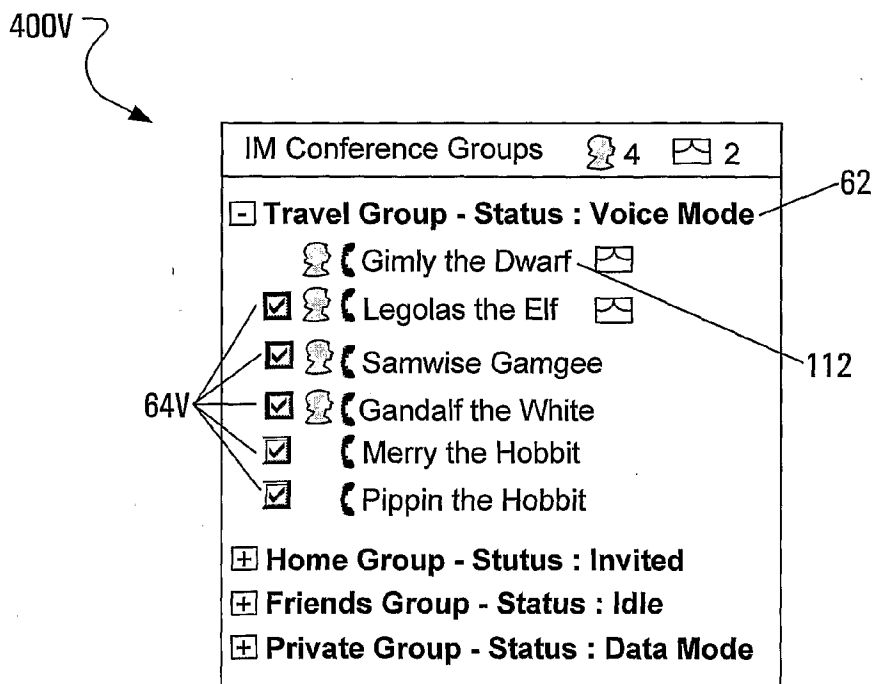 400V
IM Conference Groups 4 2
62
- Travel Group - Status : Voice Mode
Gimly the Dwarf
Legolas the Elf
Samwise Gamgee
112
64V
Gandalf the White
Merry the Hobbit
Pippin the Hobbit
+ Home Group - Stutus : Invited
+ Friends Group - Status : Idle
+ Private Group - Status : Data Mode